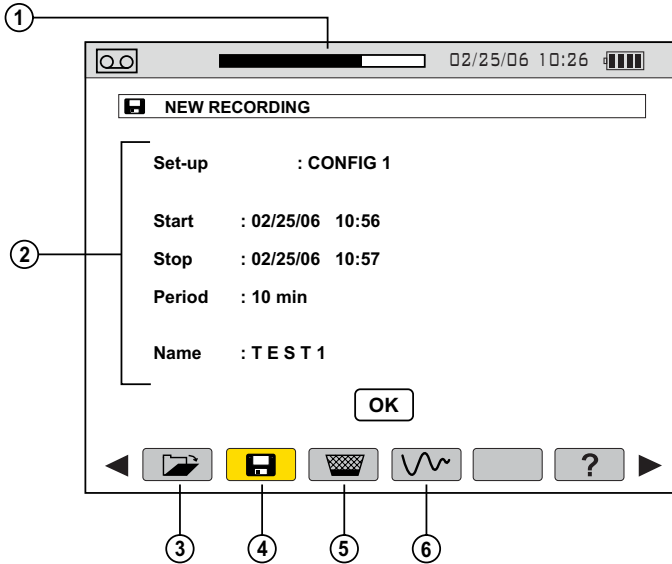 1
02/25/06 10:26
NEW RECORDING
Set-up : CONFIG 1
Start : 02/25/06 10:56
2
Stop : 02/25/06 10:57
Period : 10 min
Name : T E S T 1
OK
?
3 4 5 6